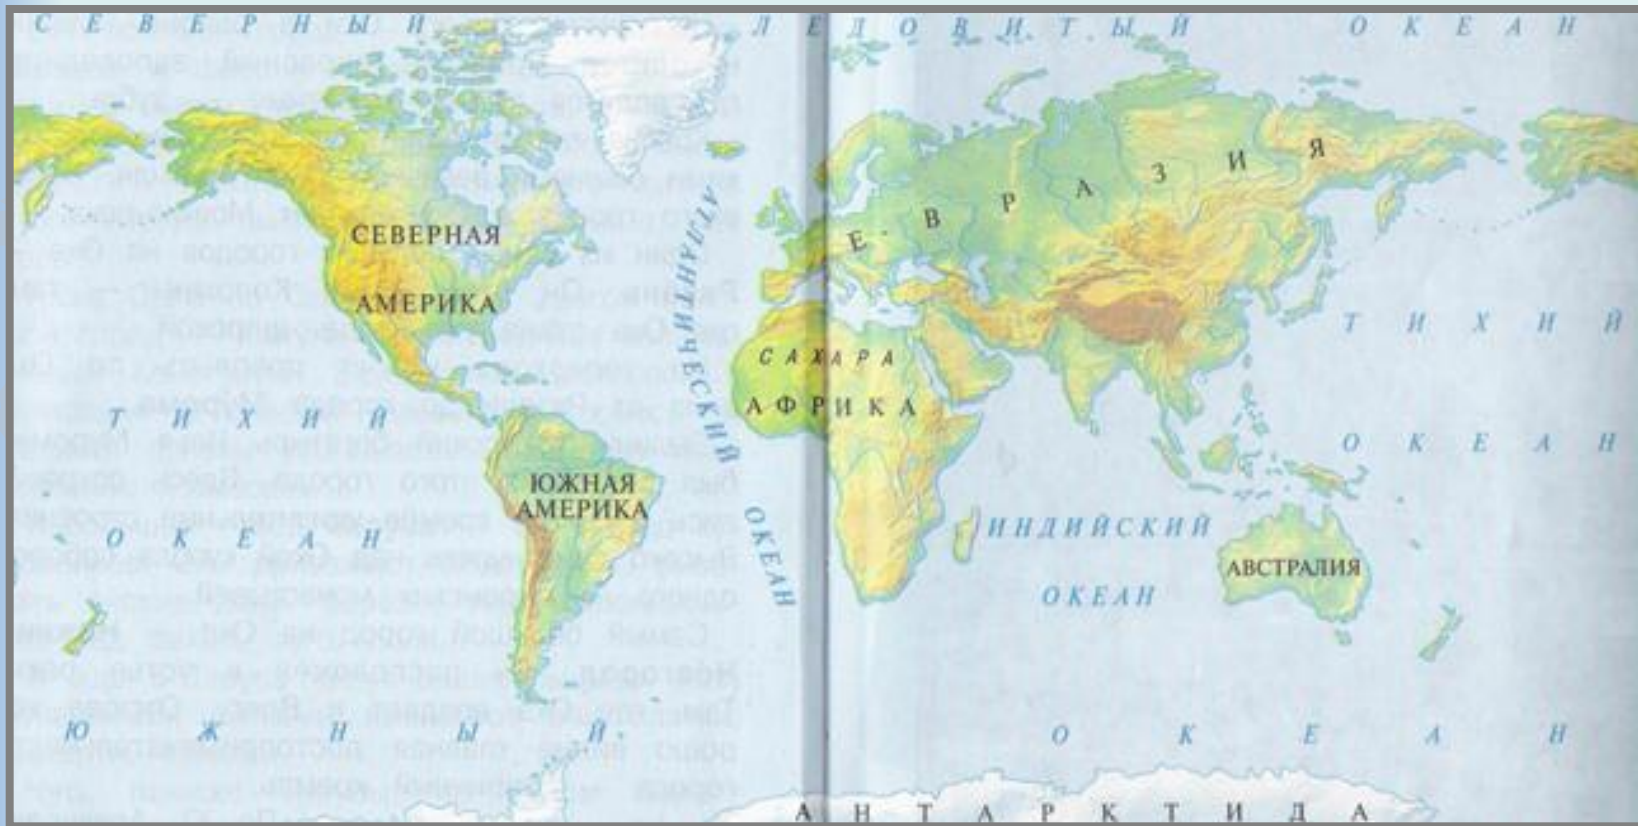 СЕВЕРНЫЙ ЛЕДОВИТЫЙ ОКЕАН
ЕВРАЗИЯ
СЕВЕРНАЯ
АМЕРИКА
АТЛАНТИЧЕСКИЙ
ОКЕАН
САХАРА
АФРИКА
ТИХИЙ
ОКЕАН
ТИХИЙ
ОКЕАН
ЮЖНАЯ
АМЕРИКА
ИНДИЙСКИЙ
ОКЕАН
АВСТРАЛИЯ
ЮЖНЫЙ ОКЕАН
АНТАРКТИДА